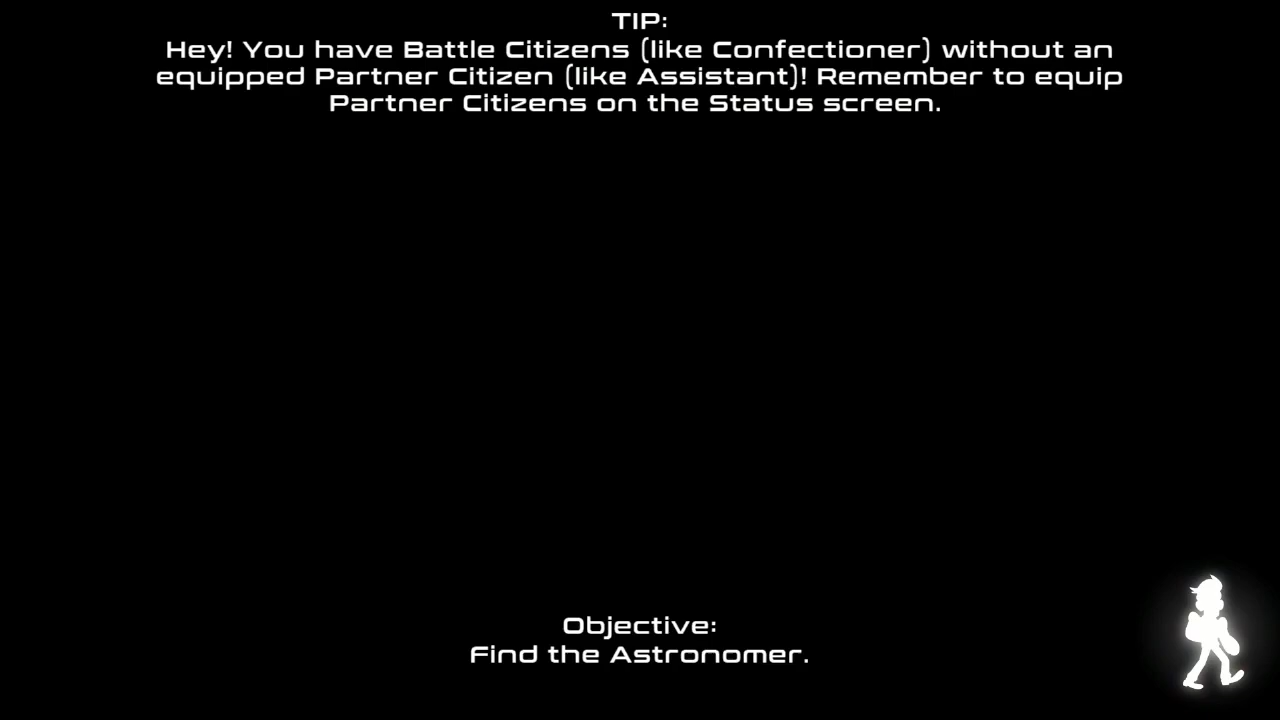 TIP:
Hey! You have Battle Citizens (like Confectioner) without an
equipped Partner Citizen (like Assistant)! Remember to equip
Partner Citizens on the Status screen.
Objective:
Find the Astronomer.